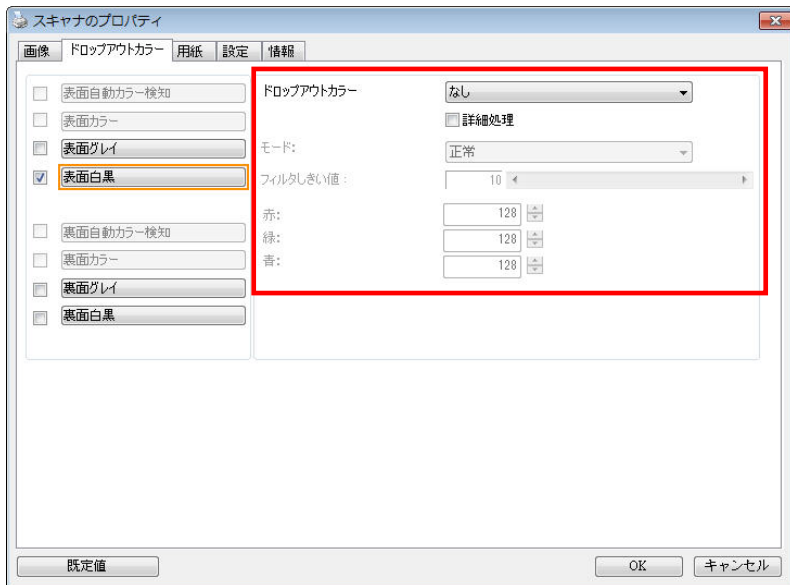 スキャナのプロパティ
画像 ドロップアウトカラー 用紙 設定 情報
表面自動カラー検知
表面カラー
表面グレイ
表面白黒
裏面自動カラー検知
裏面カラー
裏面グレイ
裏面白黒
ドロップアウトカラー なし
詳細処理
モード: 正常
フィルタしきい値: 10
赤: 128
緑: 128
青: 128
既定値 OK キャンセル